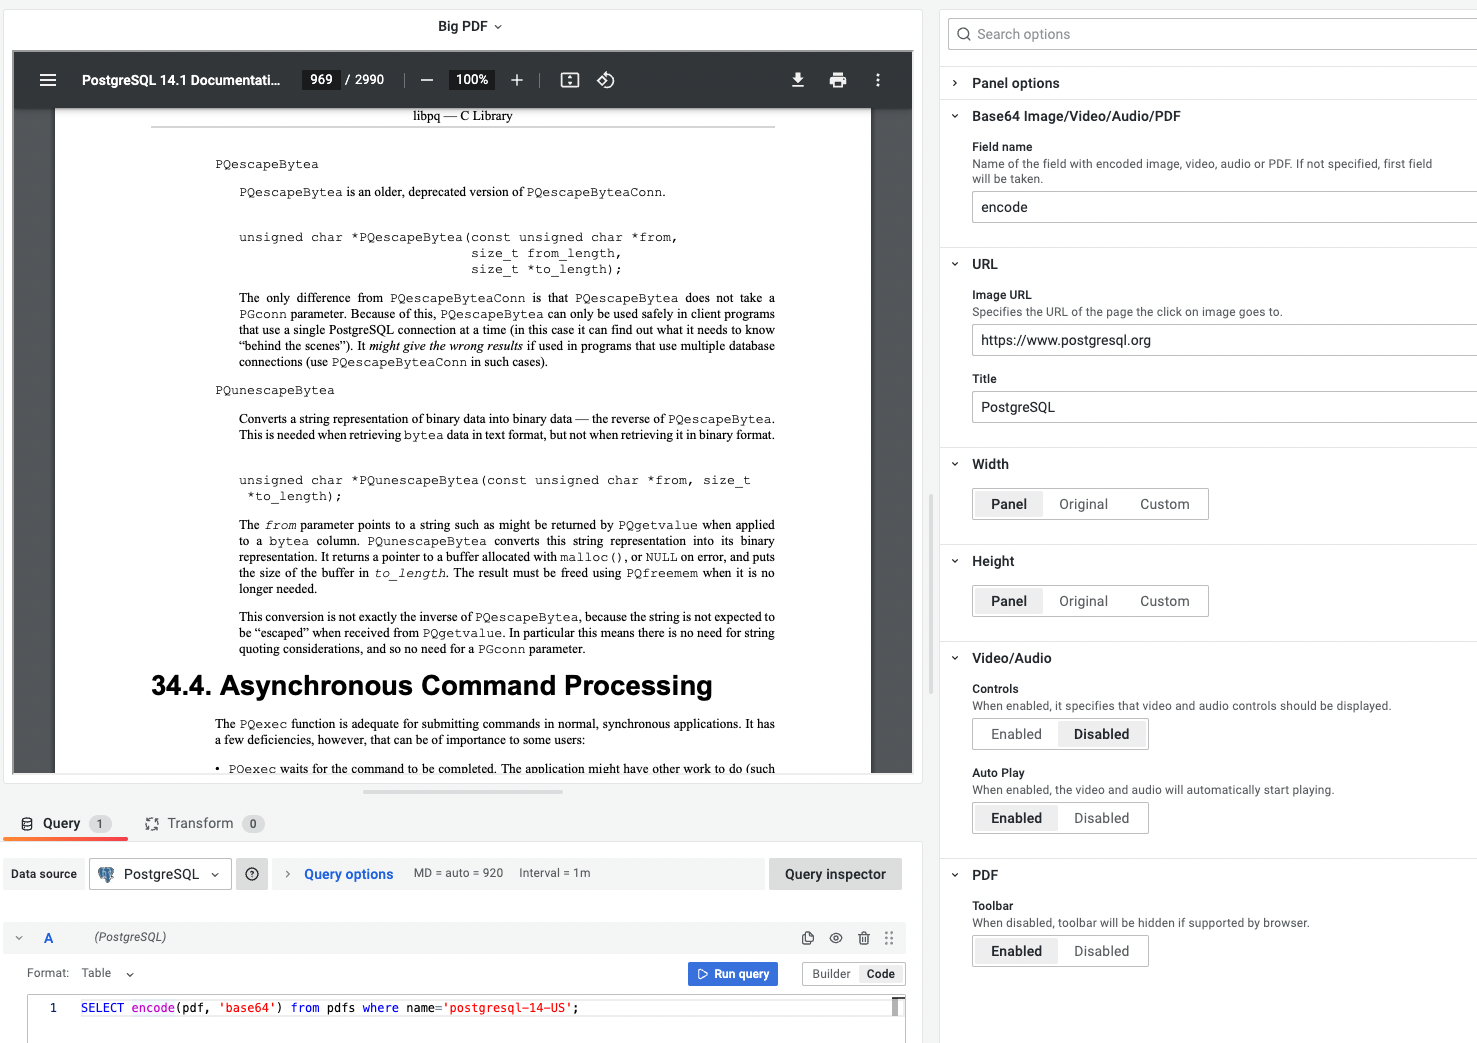 Big PDF
PostgreSQL 14.1 Documentati...
969 / 2990
100%
libpq — C Library
PQescapeBytea
PQescapeBytea is an older, deprecated version of PQescapeByteaConn.
unsigned char *PQescapeBytea(const unsigned char *from,
size_t from_length,
size_t *to_length);
The only difference from PQescapeByteaConn is that PQescapeBytea does not take a
PGconn parameter. Because of this, PQescapeBytea can only be used safely in client programs
that use a single PostgreSQL connection at a time (in this case it can find out what it needs to know
“behind the scenes”). It might give the wrong results if used in programs that use multiple database
connections (use PQescapeByteaConn in such cases).
PQunescapeBytea
Converts a string representation of binary data into binary data — the reverse of PQescapeBytea.
This is needed when retrieving bytea data in text format, but not when retrieving it in binary format.
unsigned char *PQunescapeBytea(const unsigned char *from, size_t
*to_length);
The from parameter points to a string such as might be returned by PQgetvalue when applied
to a bytea column. PQunescapeBytea converts this string representation into its binary
representation. It returns a pointer to a buffer allocated with malloc(), or NULL on error, and puts
the size of the buffer in to_length. The result must be freed using PQfreemem when it is no
longer needed.
This conversion is not exactly the inverse of PQescapeBytea, because the string is not expected to
be “escaped” when received from PQgetvalue. In particular this means there is no need for string
quoting considerations, and so no need for a PGconn parameter.
34.4. Asynchronous Command Processing
The PQexec function is adequate for submitting commands in normal, synchronous applications. It has
a few deficiencies, however, that can be of importance to some users:
• PQexec waits for the command to be completed. The application might have other work to do (such
Query 1
Transform 0
Data source
PostgreSQL
Query options
MD = auto = 920
Interval = 1m
Query inspector
A
(PostgreSQL)
Format: Table
Run query
Builder
Code
1 SELECT encode(pdf, 'base64') from pdfs where name='postgresql-14-US';
Search options
Panel options
Base64 Image/Video/Audio/PDF
Field name
Name of the field with encoded image, video, audio or PDF. If not specified, first field
will be taken.
encode
URL
Image URL
Specifies the URL of the page the click on image goes to.
https://www.postgresql.org
Title
PostgreSQL
Width
Panel Original Custom
Height
Panel Original Custom
Video/Audio
Controls
When enabled, it specifies that video and audio controls should be displayed.
Enabled Disabled
Auto Play
When enabled, the video and audio will automatically start playing.
Enabled Disabled
PDF
Toolbar
When disabled, toolbar will be hidden if supported by browser.
Enabled Disabled